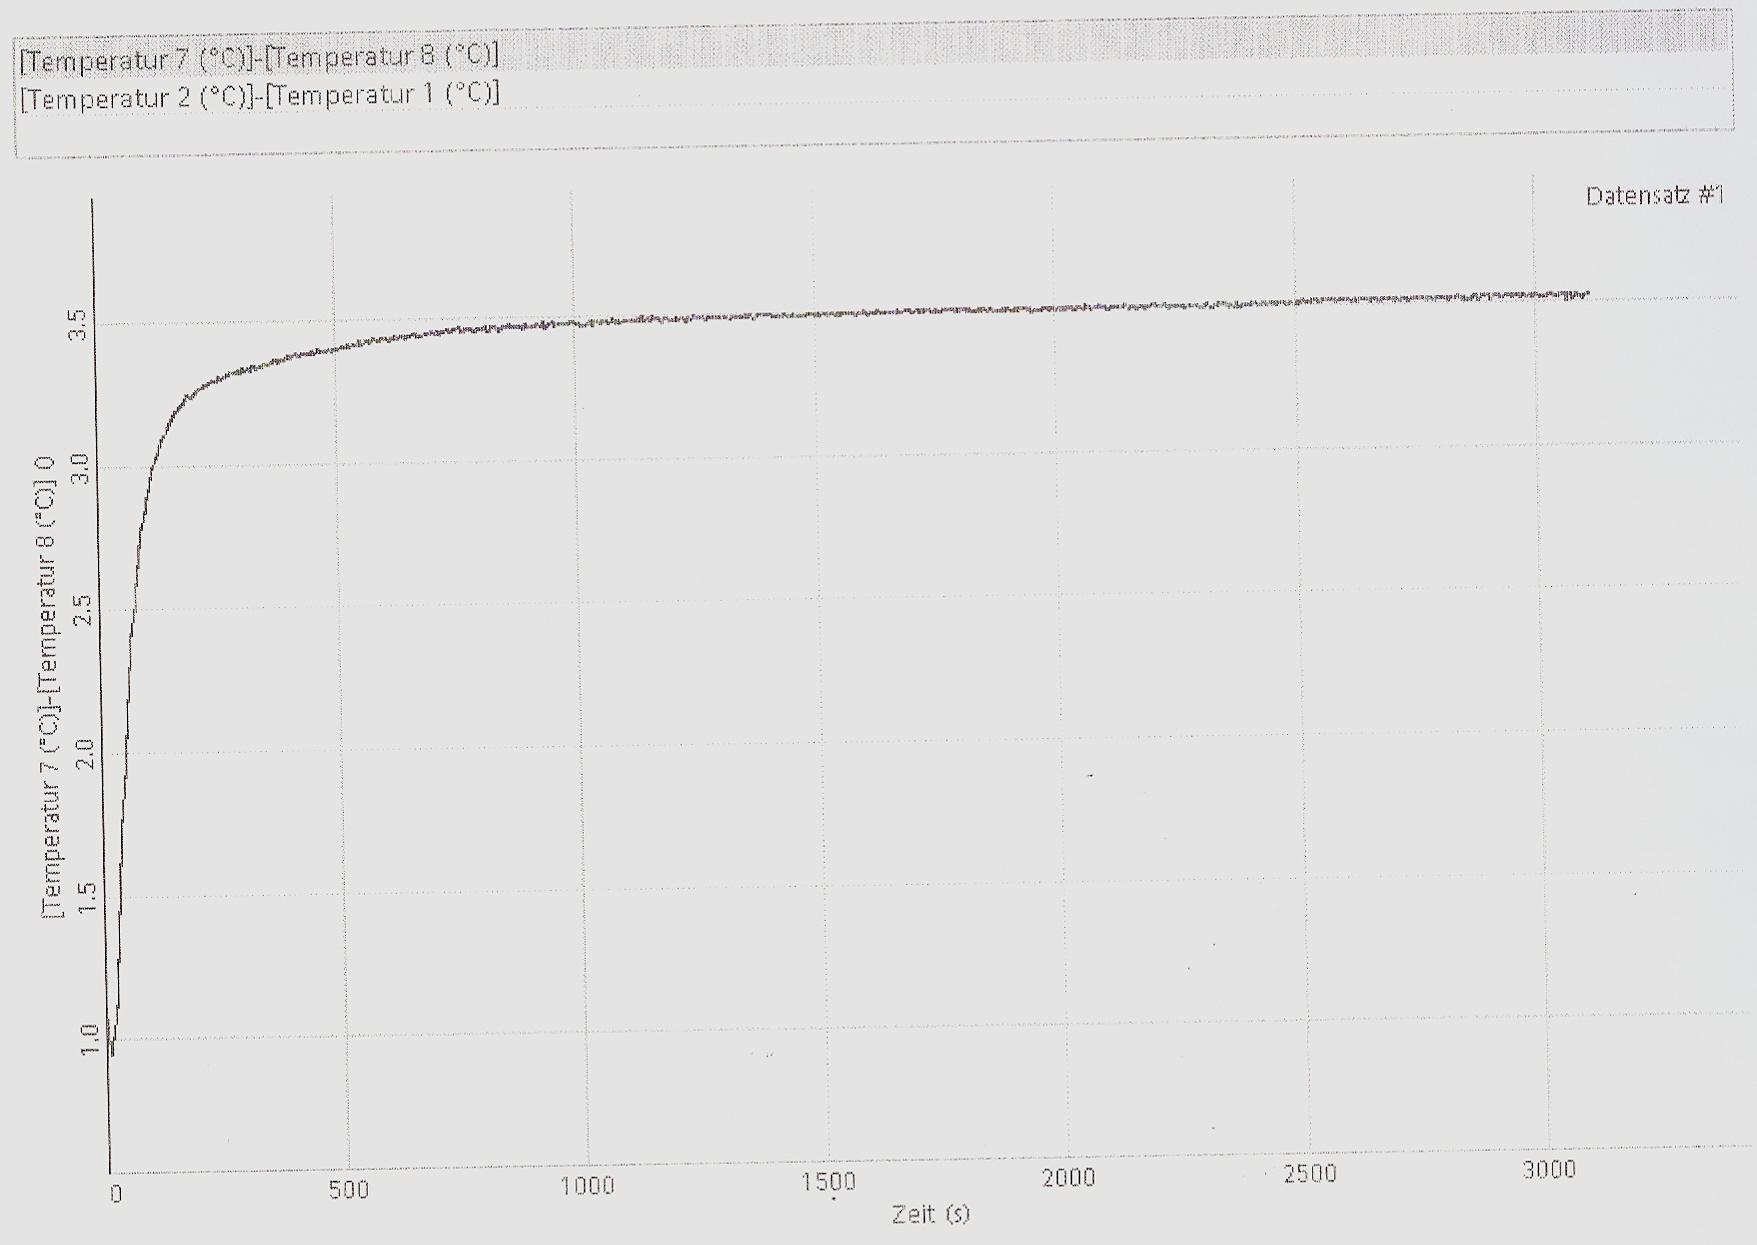 [Temperatur 7 (°C)]-[Temperatur 8 (°C)]
[Temperatur 2 (°C)]-[Temperatur 1 (°C)]
Datensatz #1
[Temperatur 7 (°C)]-[Temperatur 8 (°C)] ()
3.5
3.0
2.5
2.0
1.5
1.0
0 500 1000 1500 2000 2500 3000
Zeit (s)